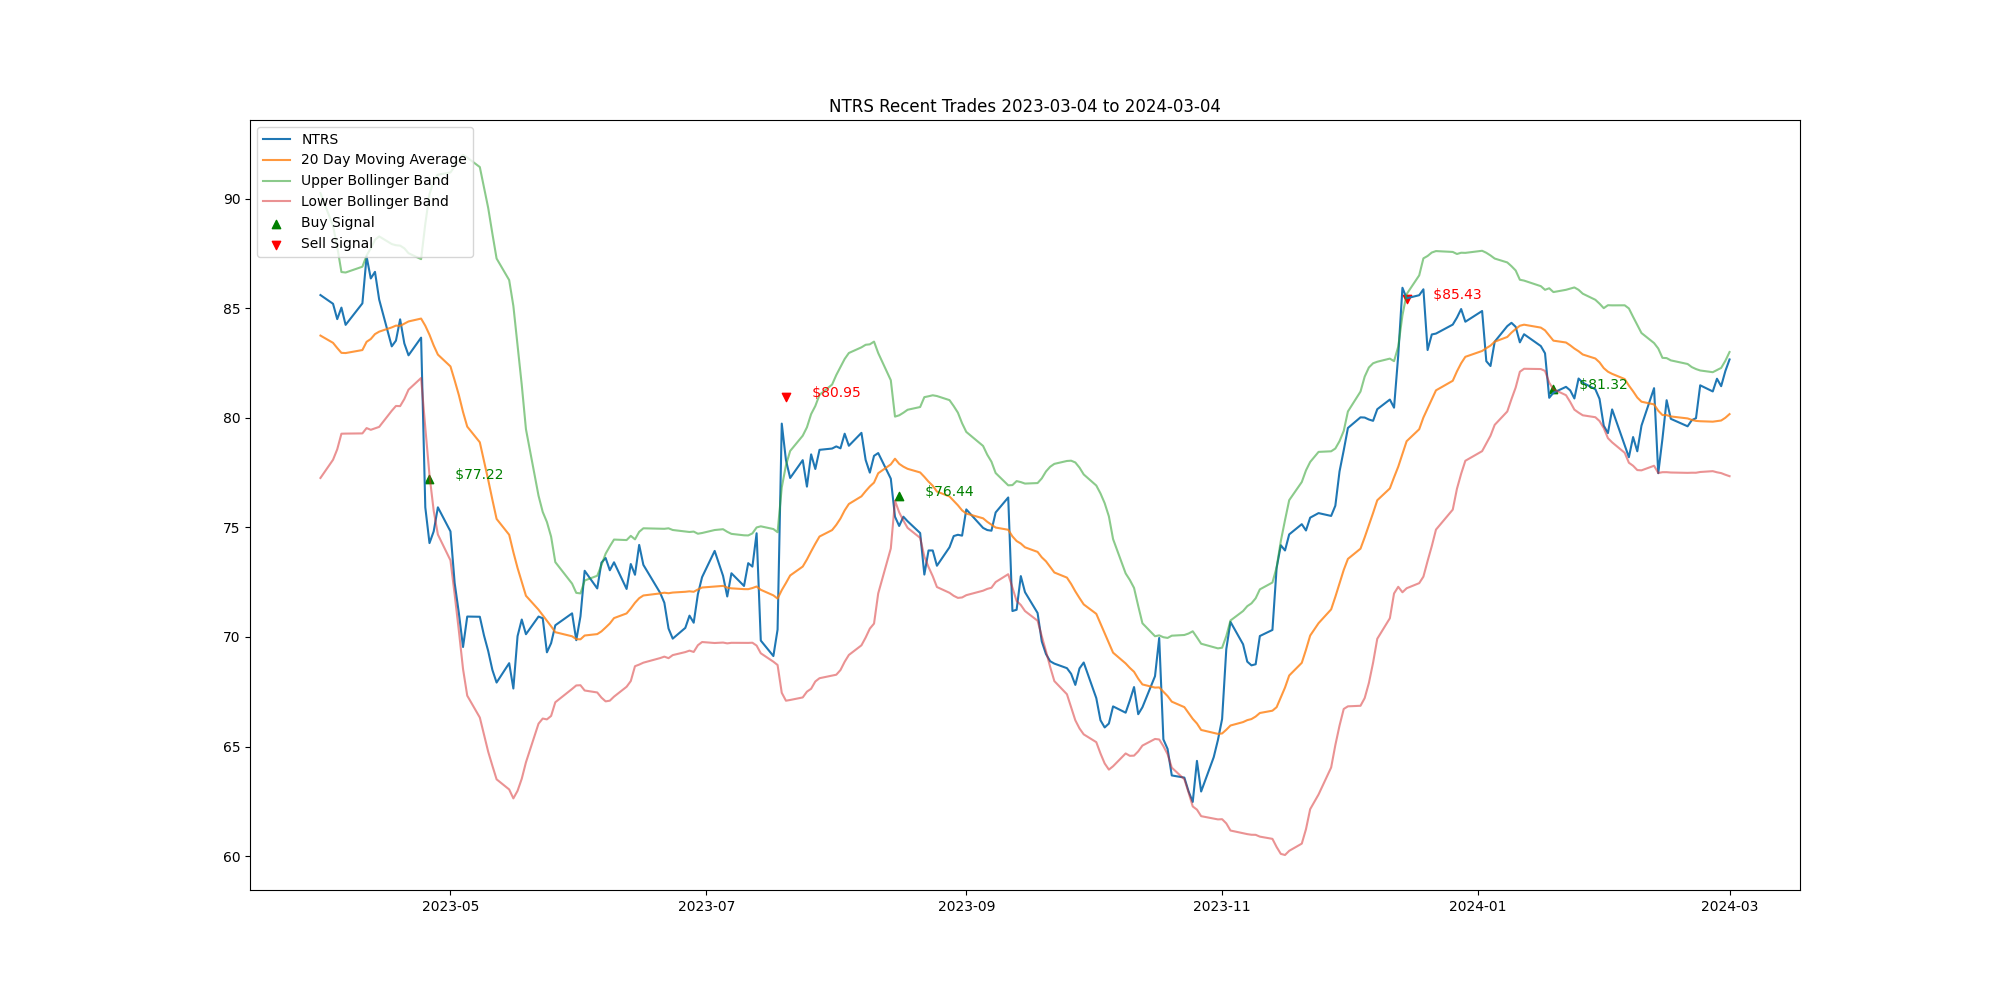 NTRS Recent Trades 2023-03-04 to 2024-03-04
NTRS
20 Day Moving Average
Upper Bollinger Band
Lower Bollinger Band
Buy Signal
Sell Signal
90
85
80
75
70
65
60
$77.22
$80.95
$76.44
$85.43
$81.32
2023-05
2023-07
2023-09
2023-11
2024-01
2024-03